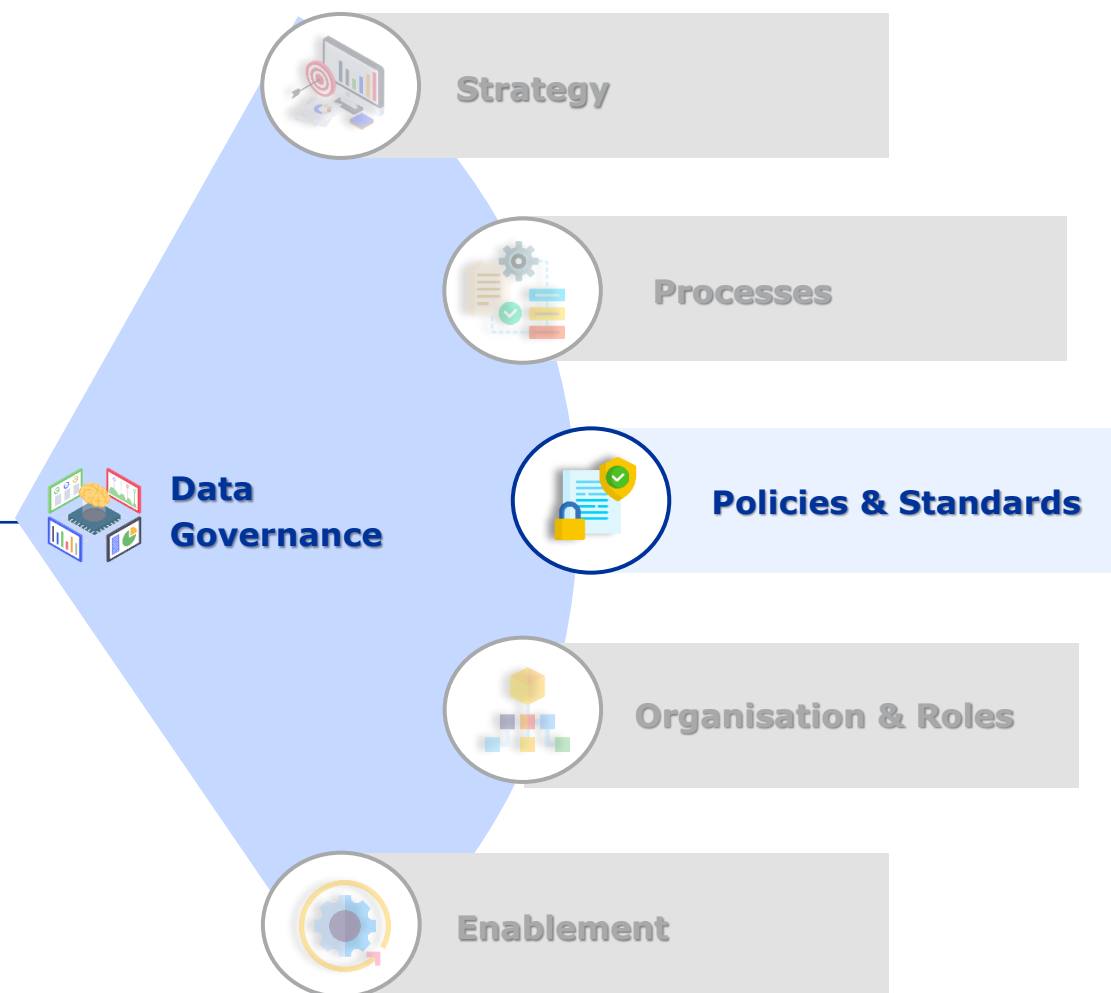 Strategy
Processes
Data
Governance
Policies & Standards
Organisation & Roles
Enablement